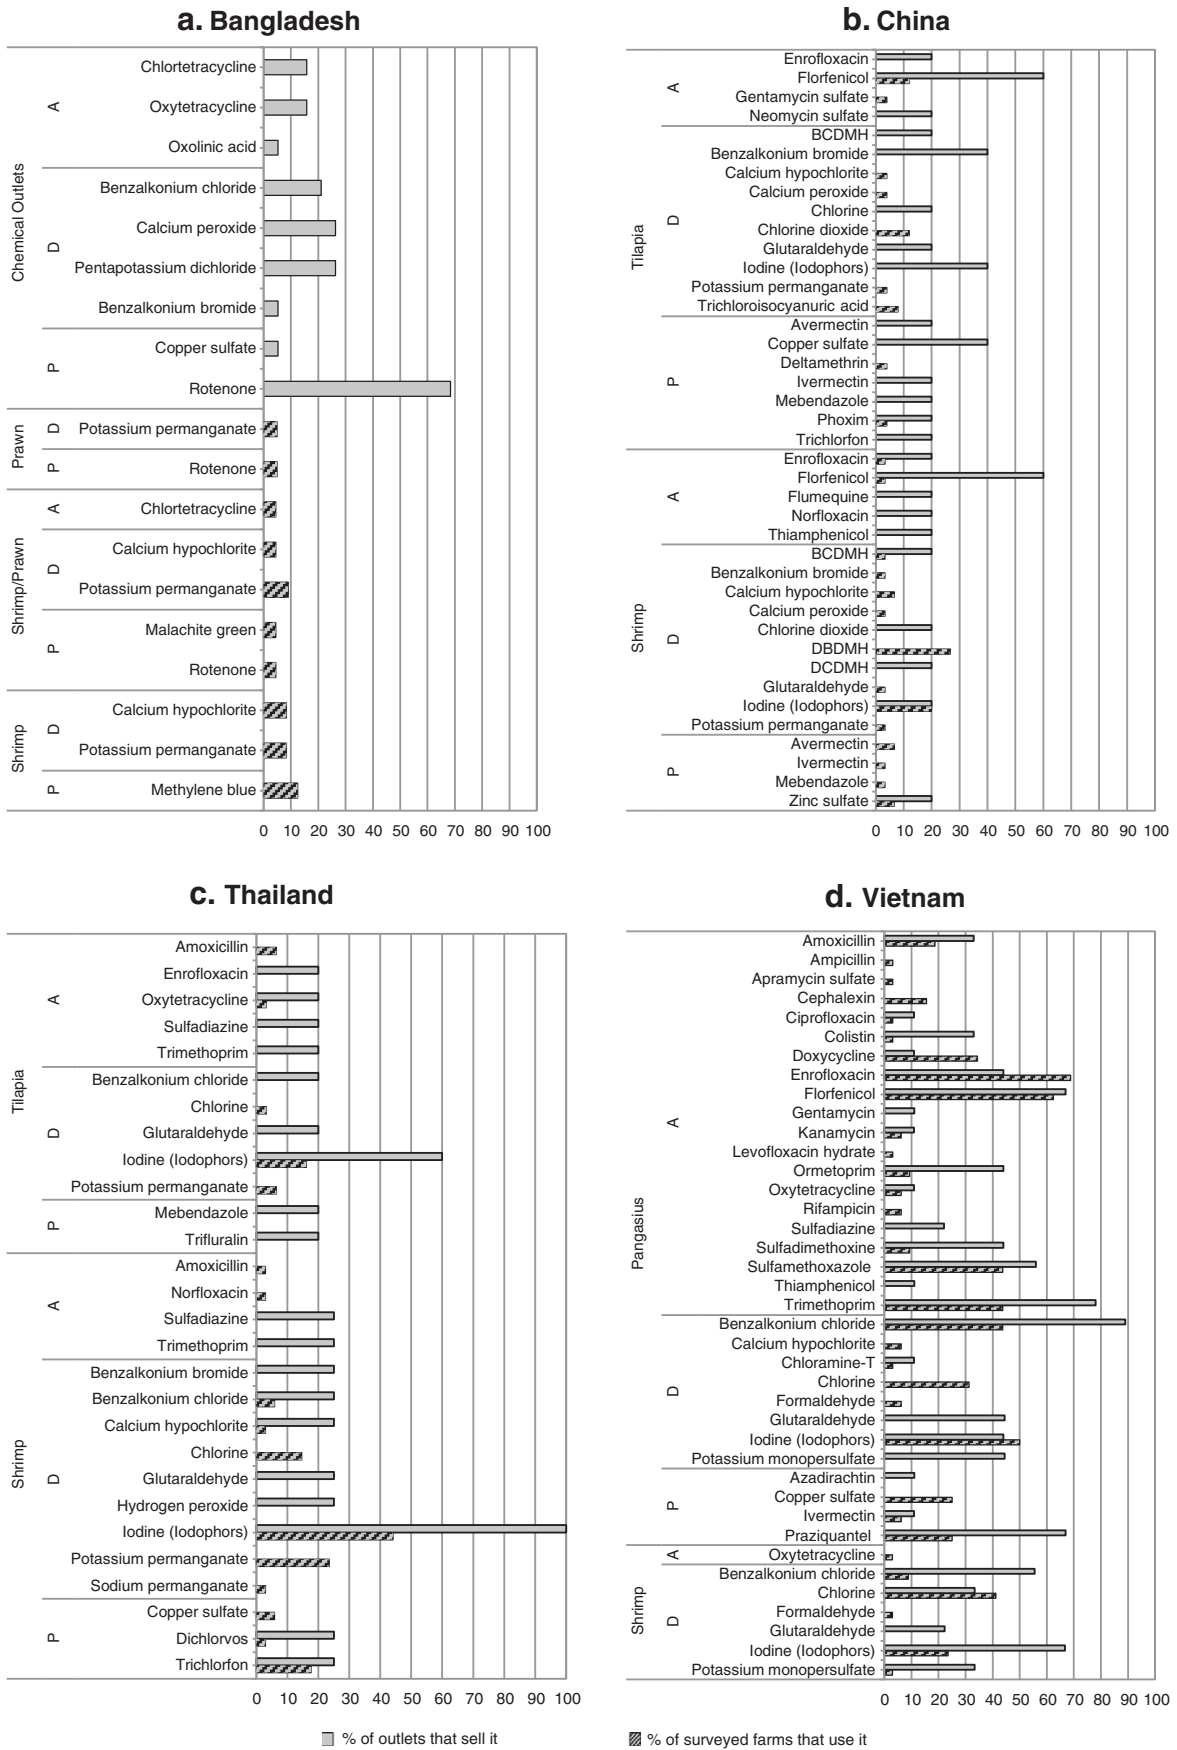 a. Bangladesh
Chemical Outlets
A
Chlortetracycline
Oxytetracycline
Oxolinic acid
D
Benzalkonium chloride
Calcium peroxide
Pentapotassium dichloride
Benzalkonium bromide
P
Copper sulfate
Rotenone
Prawn
D
Potassium permanganate
P
Rotenone
Shrimp/Prawn
A
Chlortetracycline
D
Calcium hypochlorite
Potassium permanganate
P
Malachite green
Rotenone
Shrimp
D
Calcium hypochlorite
Potassium permanganate
P
Methylene blue
0 10 20 30 40 50 60 70 80 90 100
b. China
Tilapia
A
Enrofloxacin
Florfenicol
Gentamycin sulfate
Neomycin sulfate
D
BCDMH
Benzalkonium bromide
Calcium hypochlorite
Calcium peroxide
Chlorine
Chlorine dioxide
Glutaraldehyde
Iodine (Iodophors)
Potassium permanganate
Trichloroisocyanuric acid
P
Avermectin
Copper sulfate
Deltamethrin
Ivermectin
Mebendazole
Phoxim
Trichlorfon
Shrimp
A
Enrofloxacin
Florfenicol
Flumequine
Norfloxacin
Thiamphenicol
D
BCDMH
Benzalkonium bromide
Calcium hypochlorite
Calcium peroxide
Chlorine dioxide
DBDMH
DCDMH
Glutaraldehyde
Iodine (Iodophors)
Potassium permanganate
P
Avermectin
Ivermectin
Mebendazole
Zinc sulfate
0 10 20 30 40 50 60 70 80 90 100
c. Thailand
Tilapia
A
Amoxicillin
Enrofloxacin
Oxytetracycline
Sulfadiazine
Trimethoprim
D
Benzalkonium chloride
Chlorine
Glutaraldehyde
Iodine (Iodophors)
Potassium permanganate
P
Mebendazole
Trifluralin
Shrimp
A
Amoxicillin
Norfloxacin
Sulfadiazine
Trimethoprim
D
Benzalkonium bromide
Benzalkonium chloride
Calcium hypochlorite
Chlorine
Glutaraldehyde
Hydrogen peroxide
Iodine (Iodophors)
Potassium permanganate
Sodium permanganate
P
Copper sulfate
Dichlorvos
Trichlorfon
0 10 20 30 40 50 60 70 80 90 100
d. Vietnam
Pangasius
A
Amoxicillin
Ampicillin
Apramycin sulfate
Cephalexin
Ciprofloxacin
Colistin
Doxycycline
Enrofloxacin
Florfenicol
Gentamycin
Kanamycin
Levofloxacin hydrate
Ormetoprim
Oxytetracycline
Rifampicin
Sulfadiazine
Sulfadimethoxine
Sulfamethoxazole
Thiamphenicol
Trimethoprim
D
Benzalkonium chloride
Calcium hypochlorite
Chloramine-T
Chlorine
Formaldehyde
Glutaraldehyde
Iodine (Iodophors)
Potassium monopersulfate
P
Azadirachtin
Copper sulfate
Ivermectin
Praziquantel
Shrimp
A
Oxytetracycline
D
Benzalkonium chloride
Chlorine
Formaldehyde
Glutaraldehyde
Iodine (Iodophors)
Potassium monopersulfate
0 10 20 30 40 50 60 70 80 90 100
% of outlets that sell it
% of surveyed farms that use it